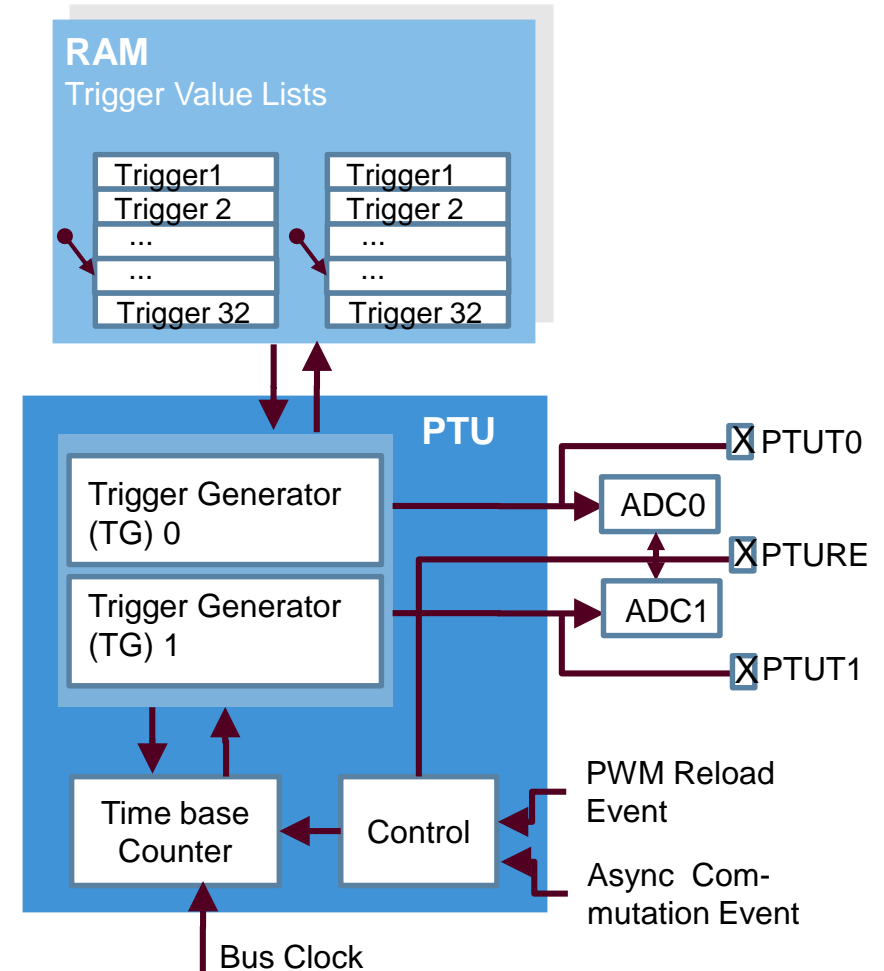 RAM
Trigger Value Lists
Trigger1
Trigger 2
...
...
Trigger 32
Trigger1
Trigger 2
...
...
Trigger 32
PTU
Trigger Generator
(TG) 0
Trigger Generator
(TG) 1
X PTUT0
ADC0
X PTURE
ADC1
X PTUT1
Time base
Counter
Control
PWM Reload
Event
Async Com-
mutation Event
Bus Clock